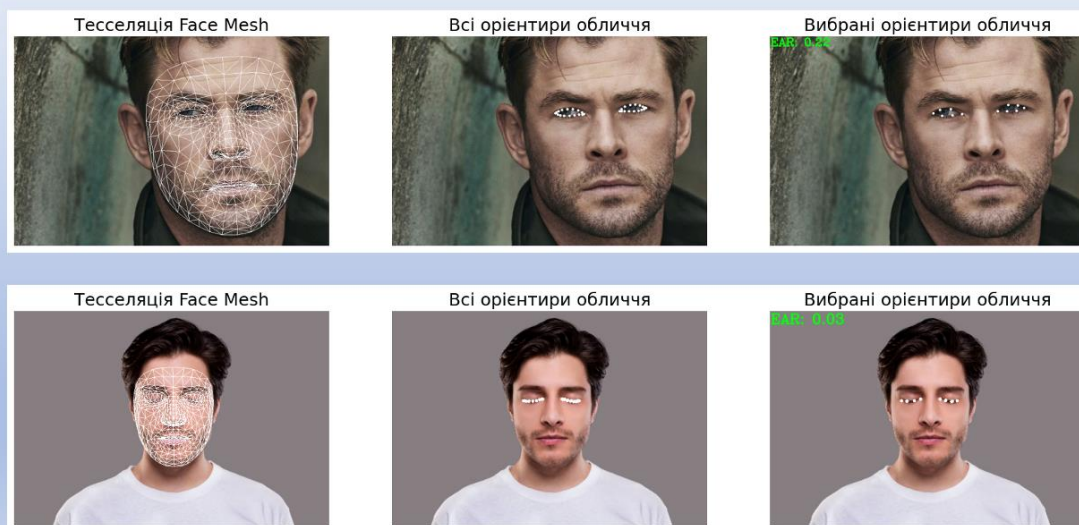 Тесселяція Face Mesh
Всі орієнтири обличчя
Вибрані орієнтири обличчя
EAR: 0.22
Тесселяція Face Mesh
Всі орієнтири обличчя
Вибрані орієнтири обличчя
EAR: 0.03